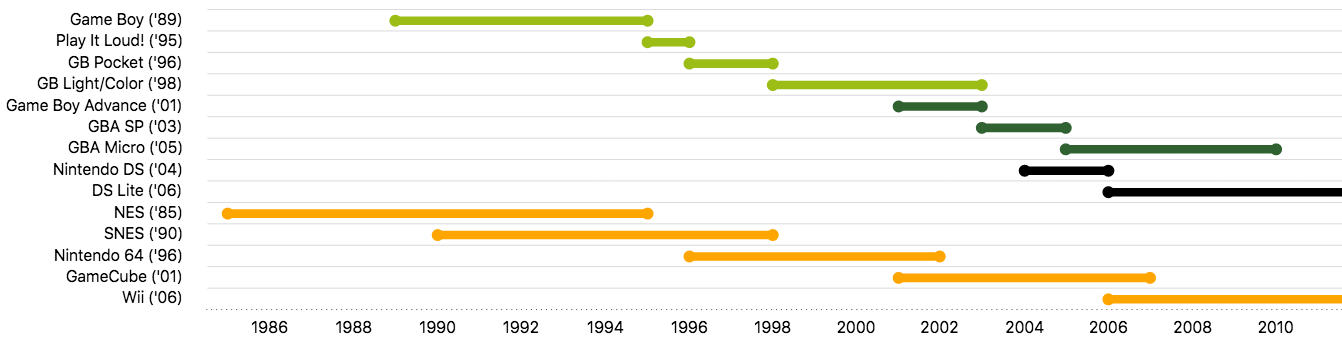 Game Boy ('89)
Play It Loud! ('95)
GB Pocket ('96)
GB Light/Color ('98)
Game Boy Advance ('01)
GBA SP ('03)
GBA Micro ('05)
Nintendo DS ('04)
DS Lite ('06)
NES ('85)
SNES ('90)
Nintendo 64 ('96)
GameCube ('01)
Wii ('06)
1986 1988 1990 1992 1994 1996 1998 2000 2002 2004 2006 2008 2010